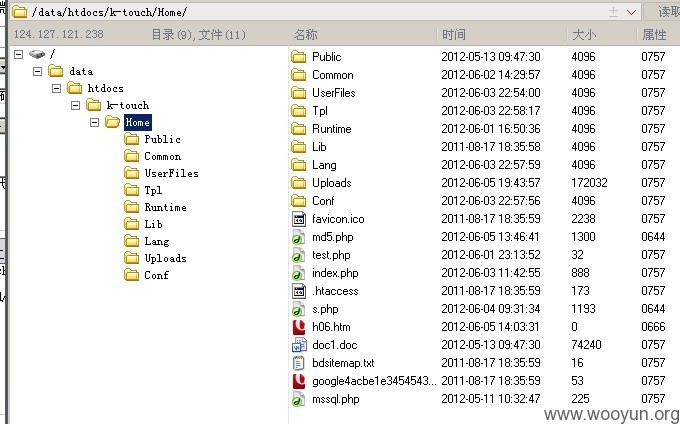 /data/htdocs/k-touch/Home/ 读取
124.127.121.238 目录(9),文件(11) 名称 时间 大小 属性
/
data
htdocs
k-touch
Home
Public
Common
UserFiles
Tpl
Runtime
Lib
Lang
Uploads
Conf
Public 2012-05-13 09:47:30 4096 0757
Common 2012-06-02 14:29:57 4096 0757
UserFiles 2012-06-03 22:54:00 4096 0757
Tpl 2012-06-03 22:58:17 4096 0757
Runtime 2012-06-01 16:50:36 4096 0757
Lib 2011-08-17 18:35:58 4096 0757
Lang 2012-06-03 22:57:59 4096 0757
Uploads 2012-06-05 19:43:57 172032 0757
Conf 2012-06-03 22:57:56 4096 0757
favicon.ico 2011-08-17 18:35:59 2238 0757
md5.php 2012-06-05 13:46:41 1300 0644
test.php 2012-06-01 23:13:52 32 0757
index.php 2012-06-03 11:42:55 888 0757
.htaccess 2011-08-17 18:35:59 173 0757
s.php 2012-06-04 09:31:34 1193 0644
h06.htm 2012-06-05 14:03:31 0 0666
doc1.doc 2012-05-13 09:47:30 74240 0757
bdsitemap.txt 2011-08-17 18:35:59 16 0757
google4acbe1e3454543... 2011-08-17 18:35:59 53 0757
mssql.php 2012-05-11 10:32:47 225 0757
www.wooyun.org